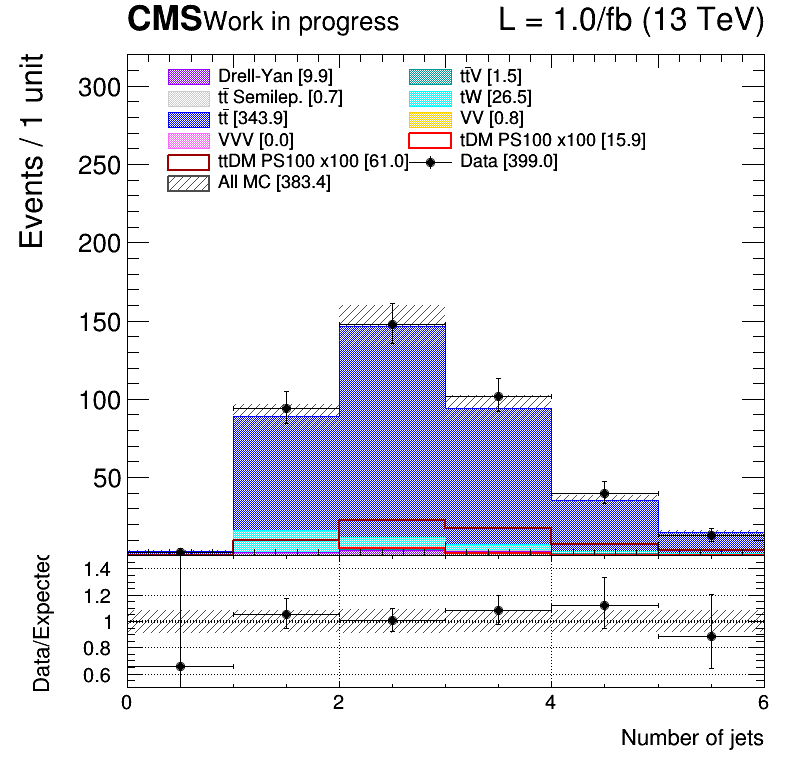 CMS Work in progress L = 1.0/fb (13 TeV)
Events / 1 unit
300
250
200
150
100
50
Drell-Yan [9.9] tt̄V [1.5]
tt̄ Semilep. [0.7] tW [26.5]
tt̄ [343.9] VV [0.8]
VVV [0.0] tDM PS100 x100 [15.9]
ttDM PS100 x100 [61.0] Data [399.0]
All MC [383.4]
Data/Expected
1.4
1.2
1
0.8
0.6
0 2 4 6
Number of jets